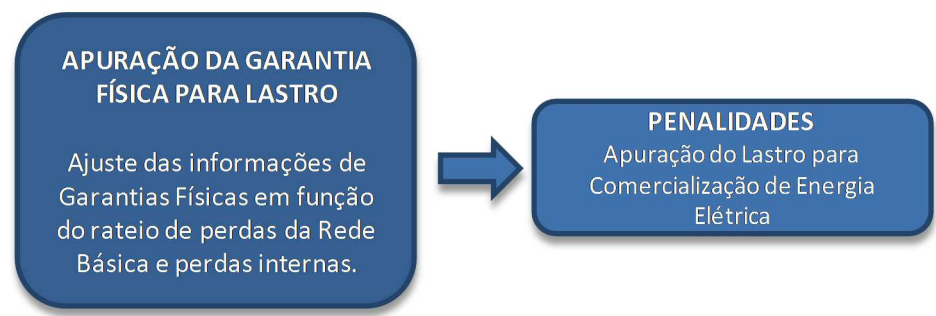 APURAÇÃO DA GARANTIA
FÍSICA PARA LASTRO
Ajuste das informações de
Garantias Físicas em função
do rateio de perdas da Rede
Básica e perdas internas.
PENALIDADES
Apuração do Lastro para
Comercialização de Energia
Elétrica